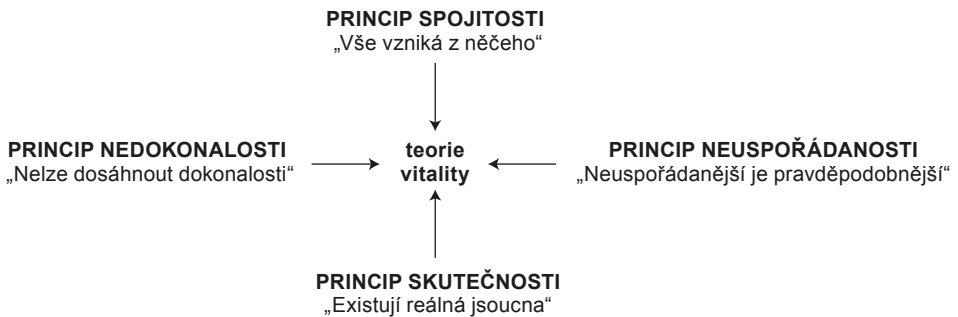 PRINCIP SPOJITOSTI
„Vše vzniká z něčeho“
PRINCIP NEDOKONALOSTI
„Nelze dosáhnout dokonalosti“
teorie
vitality
PRINCIP NEUSPOŘÁDANOSTI
„Neuspořádanější je pravděpodobnější“
PRINCIP SKUTEČNOSTI
„Existují reálná jsoucna“